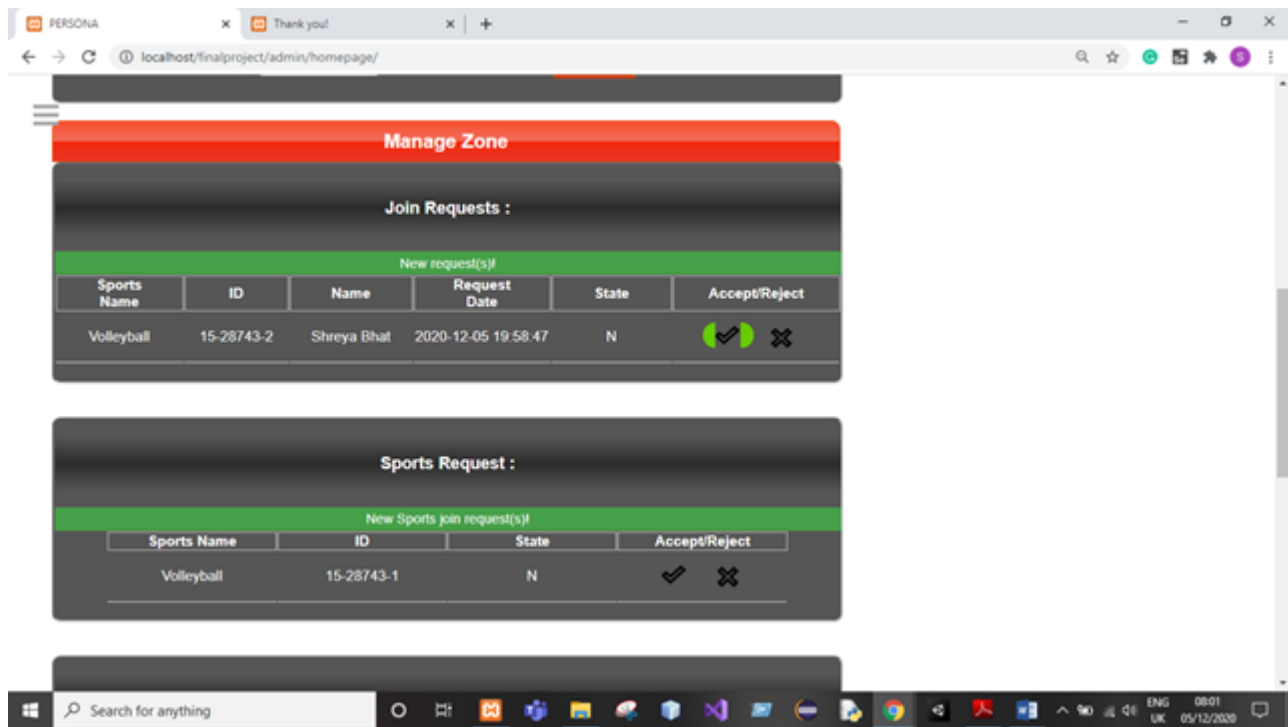 PERSONA
Thank you!
localhost/finalproject/admin/homepage/
S
Manage Zone
Join Requests :
New request(s)!
Sports Name ID Name Request Date State Accept/Reject
Volleyball 15-28743-2 Shreya Bhat 2020-12-05 19:58:47 N
Sports Request :
New Sports join request(s)!
Sports Name ID State Accept/Reject
Volleyball 15-28743-1 N
Search for anything
ENG 08:01
UK 05/12/2020